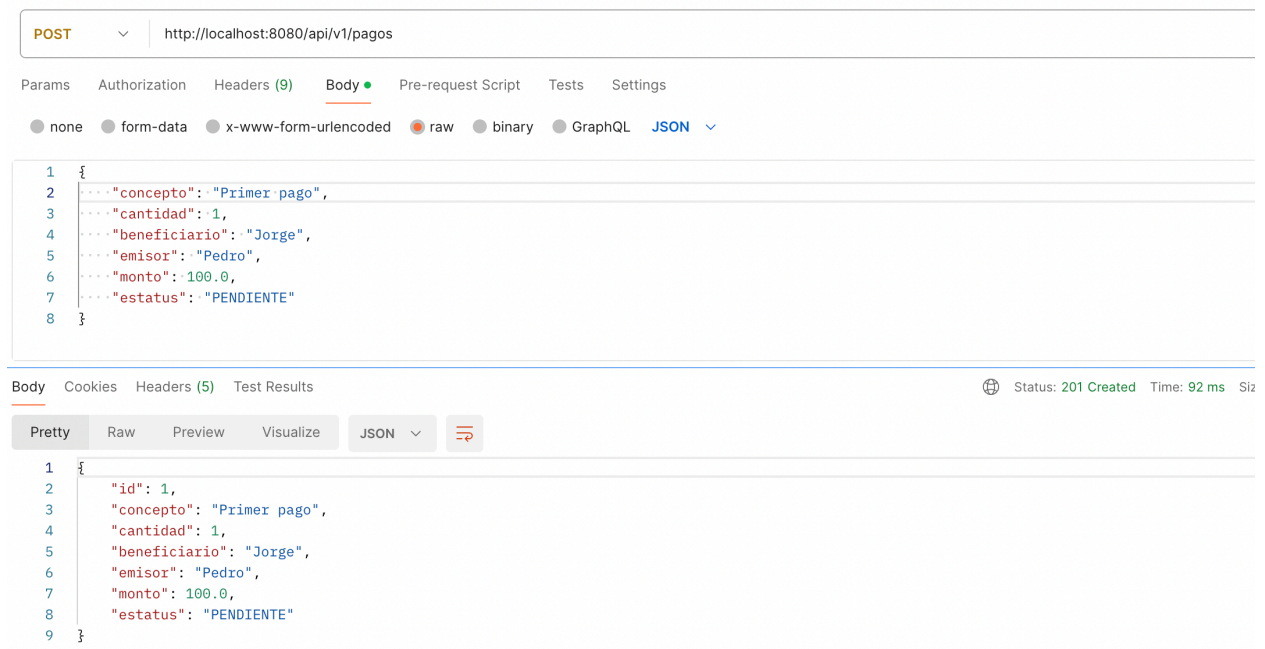 POST http://localhost:8080/api/v1/pagos
Params Authorization Headers (9) Body Pre-request Script Tests Settings
none form-data x-www-form-urlencoded raw binary GraphQL JSON
1 {
2 "concepto": "Primer pago",
3 "cantidad": 1,
4 "beneficiario": "Jorge",
5 "emisor": "Pedro",
6 "monto": 100.0,
7 "estatus": "PENDIENTE"
8 }
Body Cookies Headers (5) Test Results Status: 201 Created Time: 92 ms Siz
Pretty Raw Preview Visualize JSON
1 {
2 "id": 1,
3 "concepto": "Primer pago",
4 "cantidad": 1,
5 "beneficiario": "Jorge",
6 "emisor": "Pedro",
7 "monto": 100.0,
8 "estatus": "PENDIENTE"
9 }